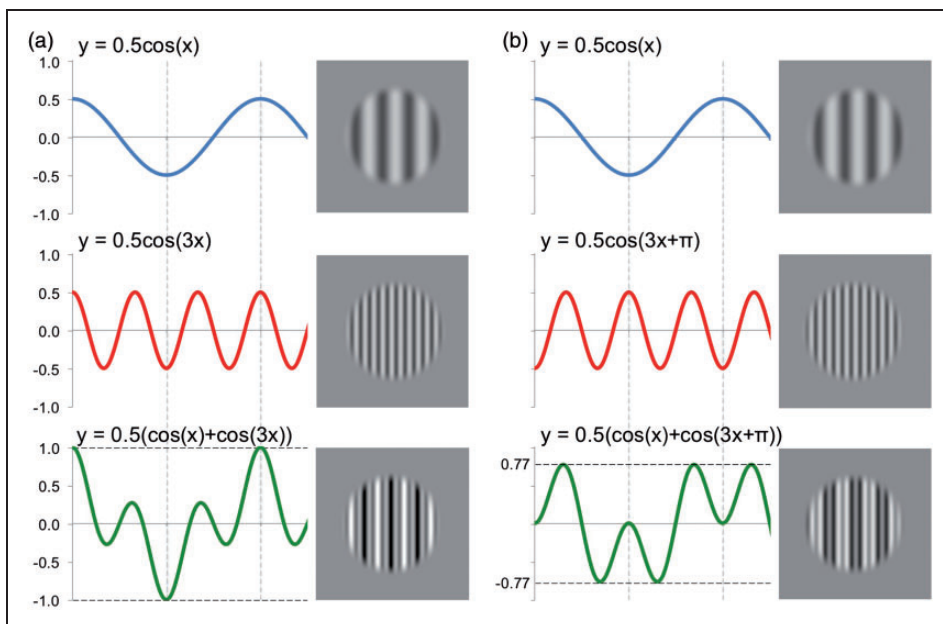 (a) y = 0.5cos(x)
1.0
0.5
0.0
-0.5
-1.0
y = 0.5cos(3x)
1.0
0.5
0.0
-0.5
-1.0
y = 0.5(cos(x)+cos(3x))
1.0
0.5
0.0
-0.5
-1.0
(b) y = 0.5cos(x)
y = 0.5cos(3x+π)
y = 0.5(cos(x)+cos(3x+π))
0.77
-0.77